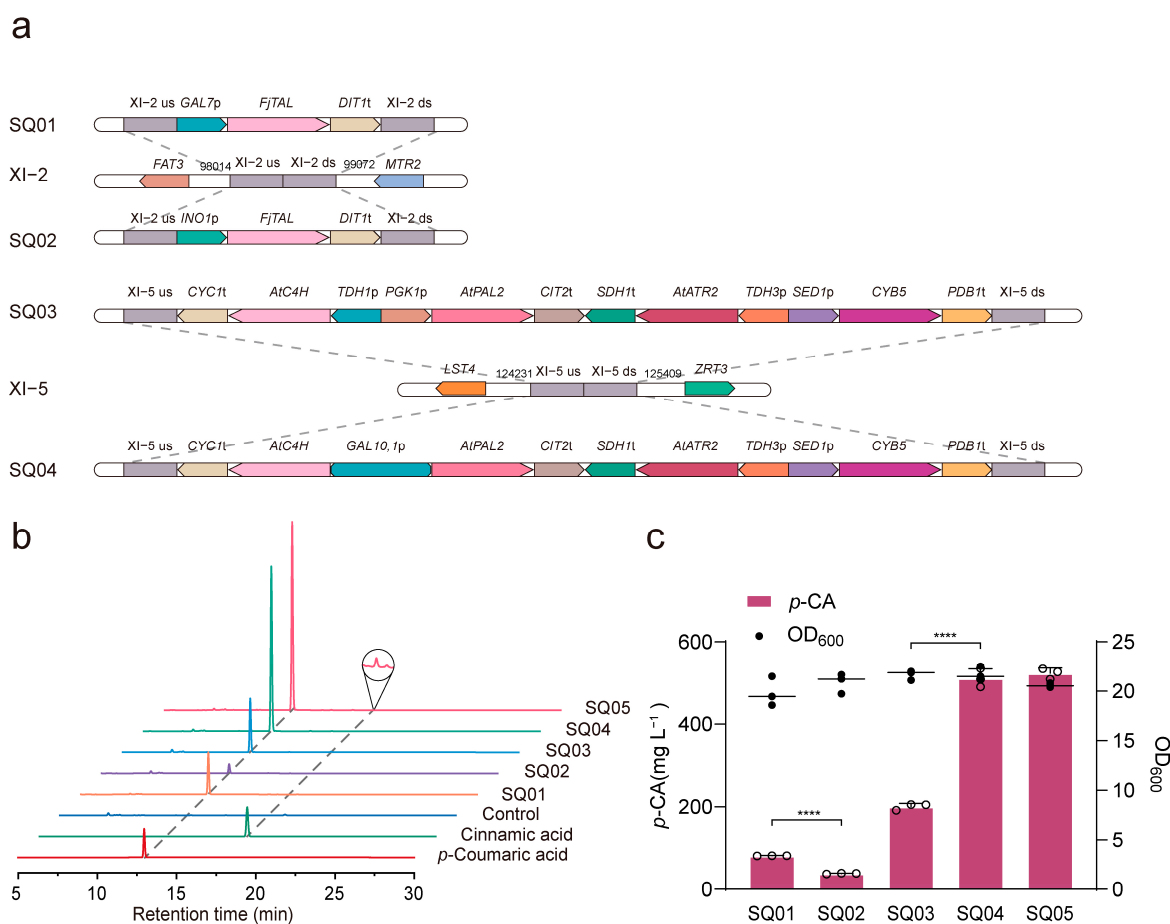 a
XI−2 us GAL7p FjTAL DIT1t XI−2 ds
SQ01
FAT3 98014 XI−2 us XI−2 ds 99072 MTR2
XI−2
XI−2 us INO1p FjTAL DIT1t XI−2 ds
SQ02
XI−5 us CYC1t AtC4H TDH1p PGK1p AtPAL2 CIT2t SDH1t AtATR2 TDH3p SED1p CYB5 PDB1t XI−5 ds
SQ03
LST4 124231 XI−5 us XI−5 ds 125409 ZRT3
XI−5
XI−5 us CYC1t AtC4H GAL10,1p AtPAL2 CIT2t SDH1t AtATR2 TDH3p SED1p CYB5 PDB1t XI−5 ds
SQ04
b
SQ05
SQ04
SQ03
SQ02
SQ01
Control
Cinnamic acid
p-Coumaric acid
5 10 15 20 25 30
Retention time (min)
c
p-CA
OD600
600
400
200
0
p-CA(mg L−1)
****
****
25
20
15
10
5
0
OD600
SQ01 SQ02 SQ03 SQ04 SQ05